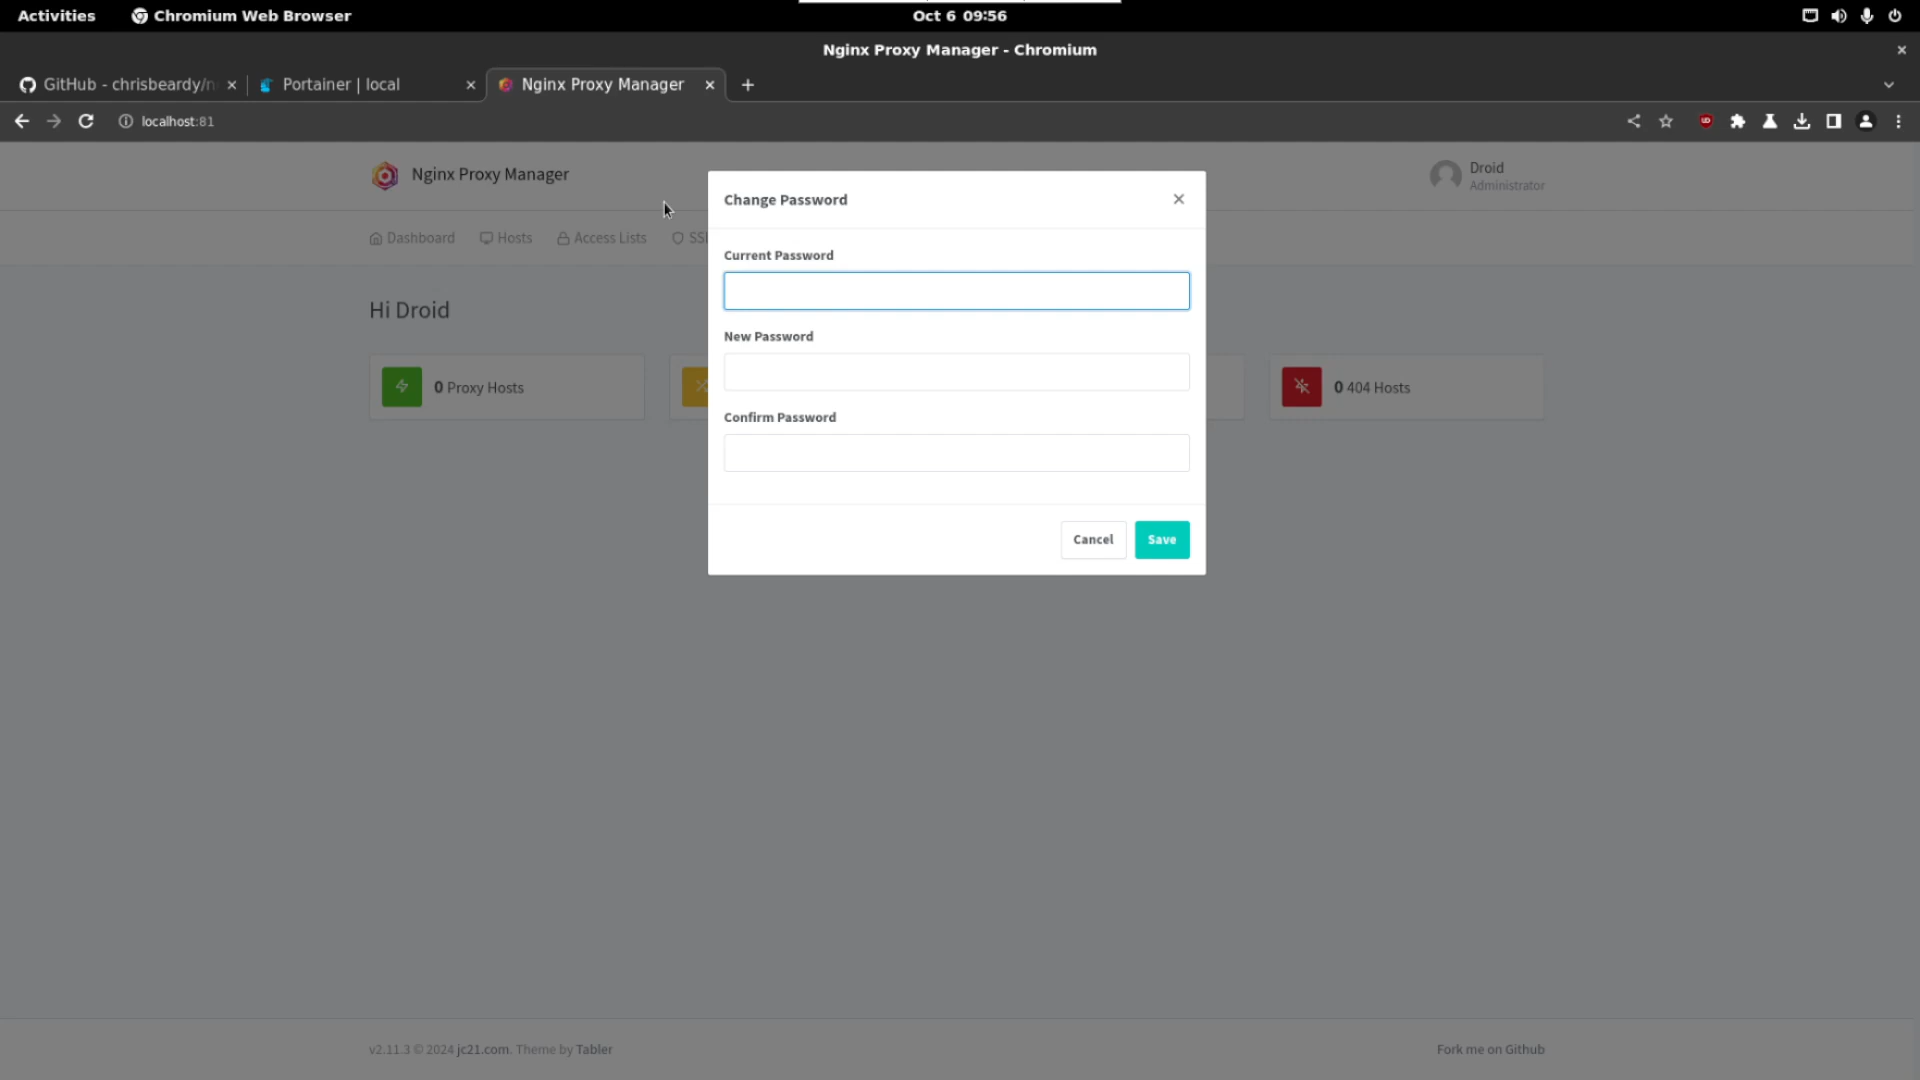 Activities Chromium Web Browser Oct 6 09:56
Nginx Proxy Manager - Chromium
GitHub - chrisbeardy/n Portainer | local Nginx Proxy Manager
localhost:81
Nginx Proxy Manager
Droid
Administrator
Dashboard Hosts Access Lists SSL
Change Password
Current Password
New Password
Confirm Password
Cancel Save
Hi Droid
0 Proxy Hosts
0 404 Hosts
v2.11.3 © 2024 jc21.com. Theme by Tabler
Fork me on Github